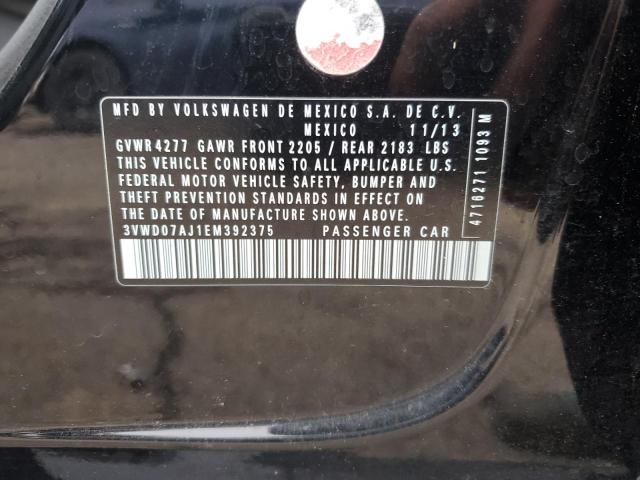 MFD BY VOLKSWAGEN DE MEXICO S.A. DE C.V.
MEXICO 11/13
GVWR 4277 GAWR FRONT 2205 / REAR 2183 LBS
THIS VEHICLE CONFORMS TO ALL APPLICABLE U.S.
FEDERAL MOTOR VEHICLE SAFETY, BUMPER AND
THEFT PREVENTION STANDARDS IN EFFECT ON
THE DATE OF MANUFACTURE SHOWN ABOVE.
3VWD07AJ1EM392375 PASSENGER CAR
4716271 1093 M